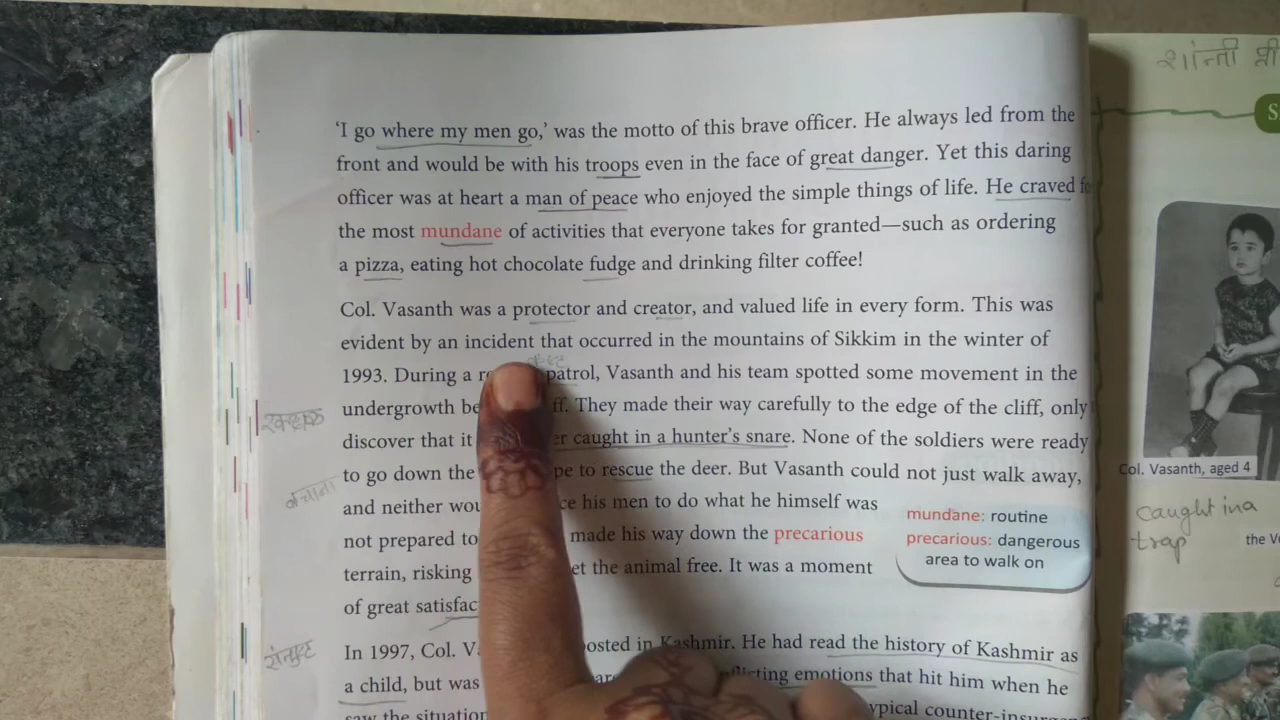 'I go where my men go,' was the motto of this brave officer. He always led from the
front and would be with his troops even in the face of great danger. Yet this daring
officer was at heart a man of peace who enjoyed the simple things of life. He craved
the most mundane of activities that everyone takes for granted—such as ordering
a pizza, eating hot chocolate fudge and drinking filter coffee!
Col. Vasanth was a protector and creator, and valued life in every form. This was
evident by an incident that occurred in the mountains of Sikkim in the winter of
1993. During a patrol, Vasanth and his team spotted some movement in the
undergrowth They made their way carefully to the edge of the cliff, only
discover that it caught in a hunter's snare. None of the soldiers were ready
to go down the to rescue the deer. But Vasanth could not just walk away,
and neither his men to do what he himself was
not prepared to made his way down the precarious
terrain, risking the animal free. It was a moment
of great
In 1997, Col. in Kashmir. He had read the history of Kashmir as
a child, but was emotions that hit him when he
saw the situation
mundane: routine
precarious: dangerous
area to walk on
रक्षक
बचाना
संतुष्ट
शांन्ती
S
Col. Vasanth, aged 4
caught in a
trap
the